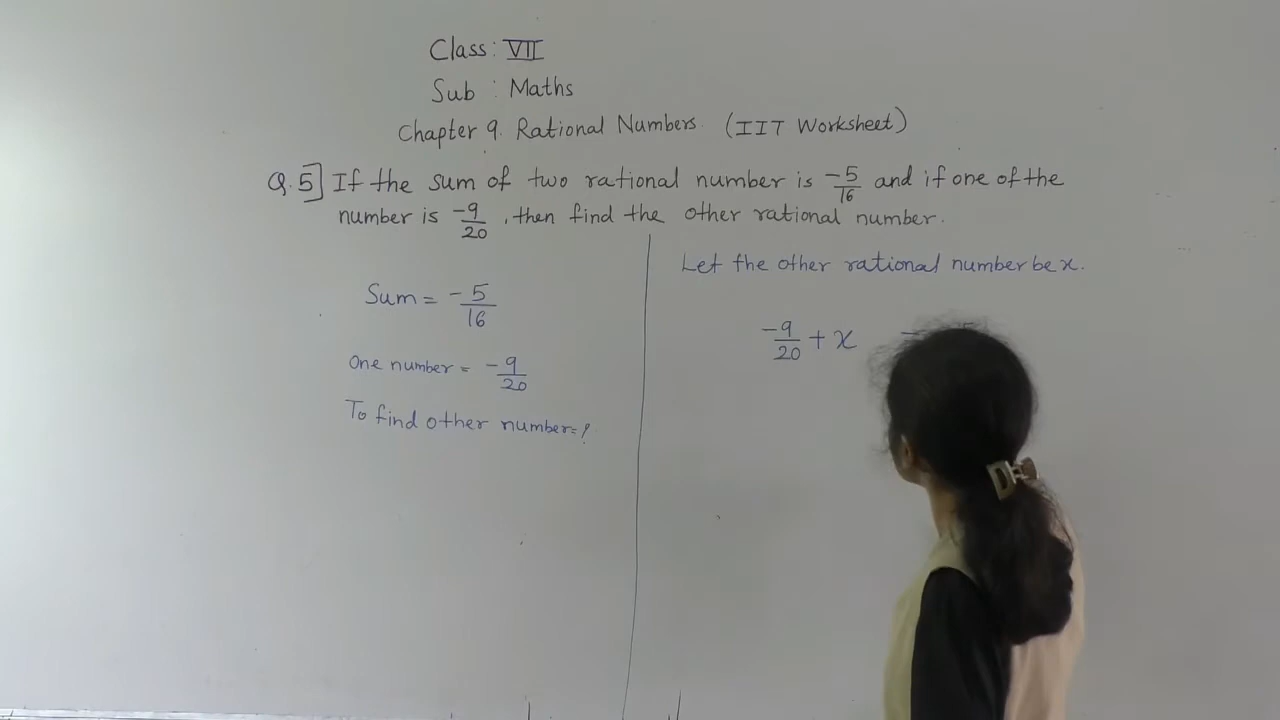 Class: VII
Sub : Maths
Chapter 9. Rational Numbers. (IIT Worksheet)
Q.5] If the sum of two rational number is -5/16 and if one of the
number is -9/20, then find the other rational number.
Sum = -5/16
One number = -9/20
To find other number=?
Let the other rational number be x.
-9/20 + x